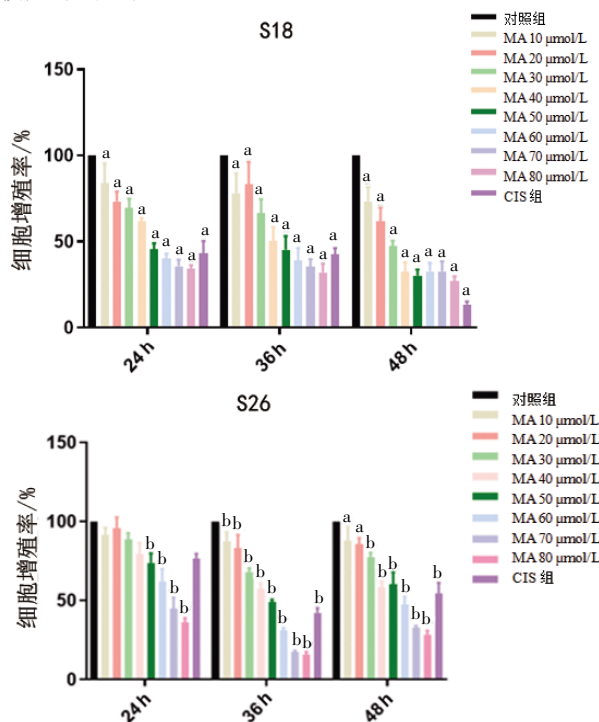 S18
对照组
MA 10 μmol/L
MA 20 μmol/L
MA 30 μmol/L
MA 40 μmol/L
MA 50 μmol/L
MA 60 μmol/L
MA 70 μmol/L
MA 80 μmol/L
CIS 组
细胞增殖率/%
150
100
50
0
a a a a a a a a a
a a a a a a a a a
a a a a a a a a a
24 h
36 h
48 h
S26
对照组
MA 10 μmol/L
MA 20 μmol/L
MA 30 μmol/L
MA 40 μmol/L
MA 50 μmol/L
MA 60 μmol/L
MA 70 μmol/L
MA 80 μmol/L
CIS 组
细胞增殖率/%
150
100
50
0
b b b b
b b b b b b b b b
a a b b b b b b b
24 h
36 h
48 h